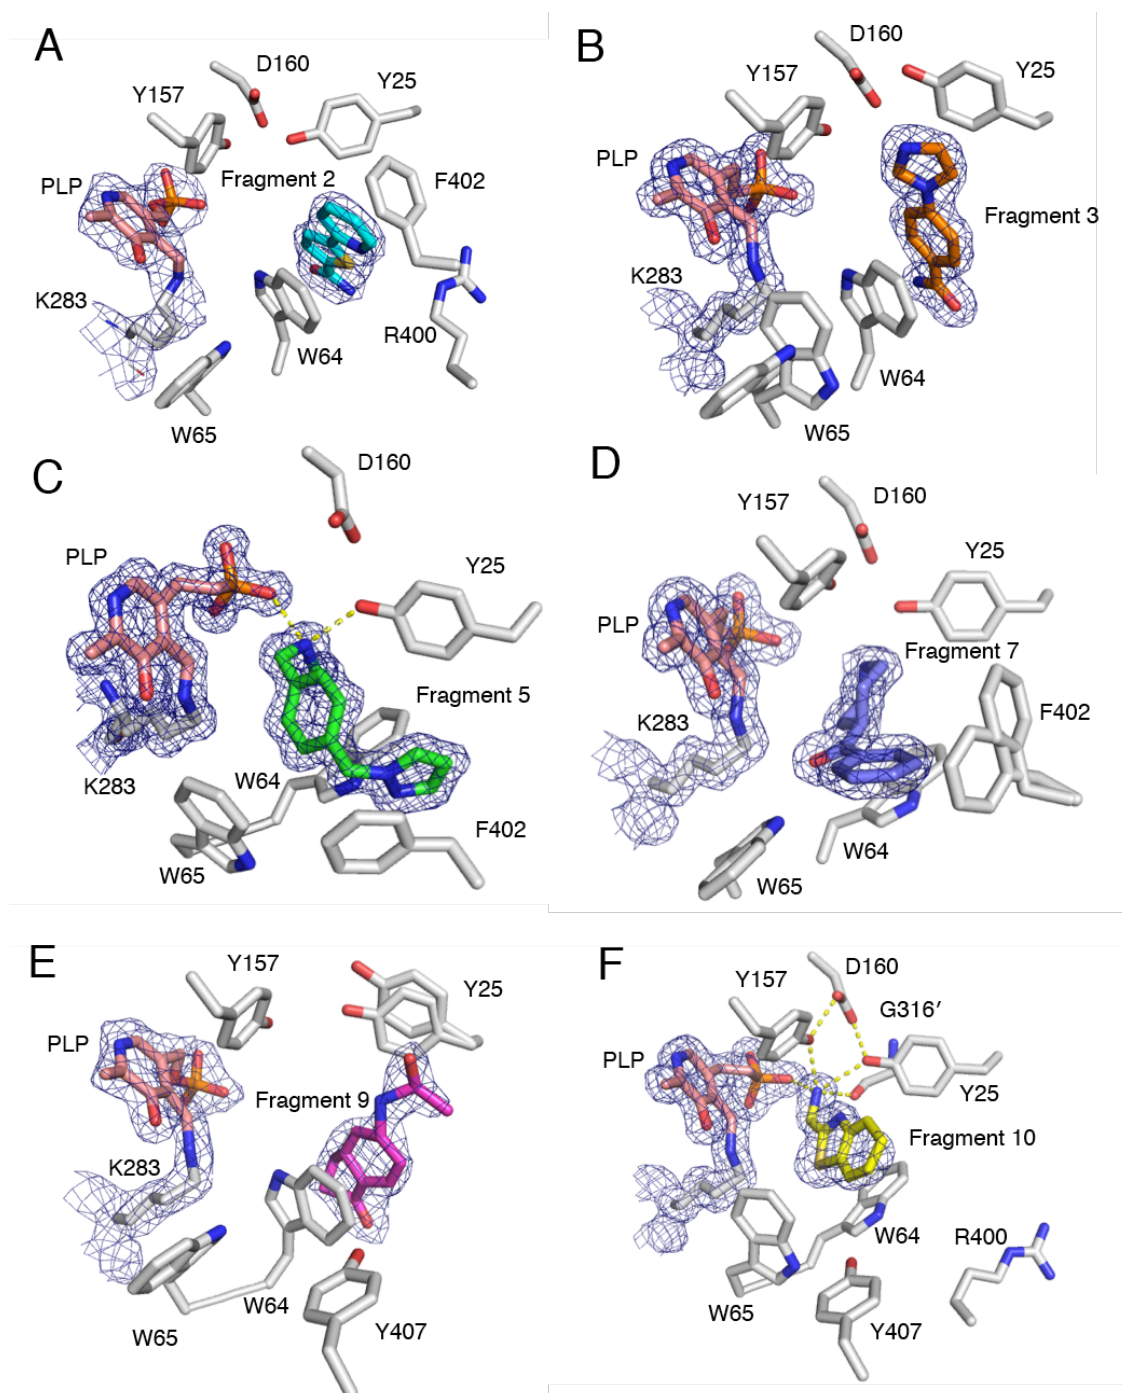 A
D160
Y157
Y25
PLP
Fragment 2
F402
K283
R400
W64
W65
B
D160
Y157
Y25
PLP
Fragment 3
K283
W64
W65
C
D160
PLP
Y25
Fragment 5
W64
K283
F402
W65
D
Y157
D160
Y25
PLP
Fragment 7
K283
F402
W64
W65
E
Y157
Y25
PLP
Fragment 9
K283
W64
W65
Y407
F
D160
Y157
G316′
PLP
Y25
Fragment 10
W64
R400
W65
Y407